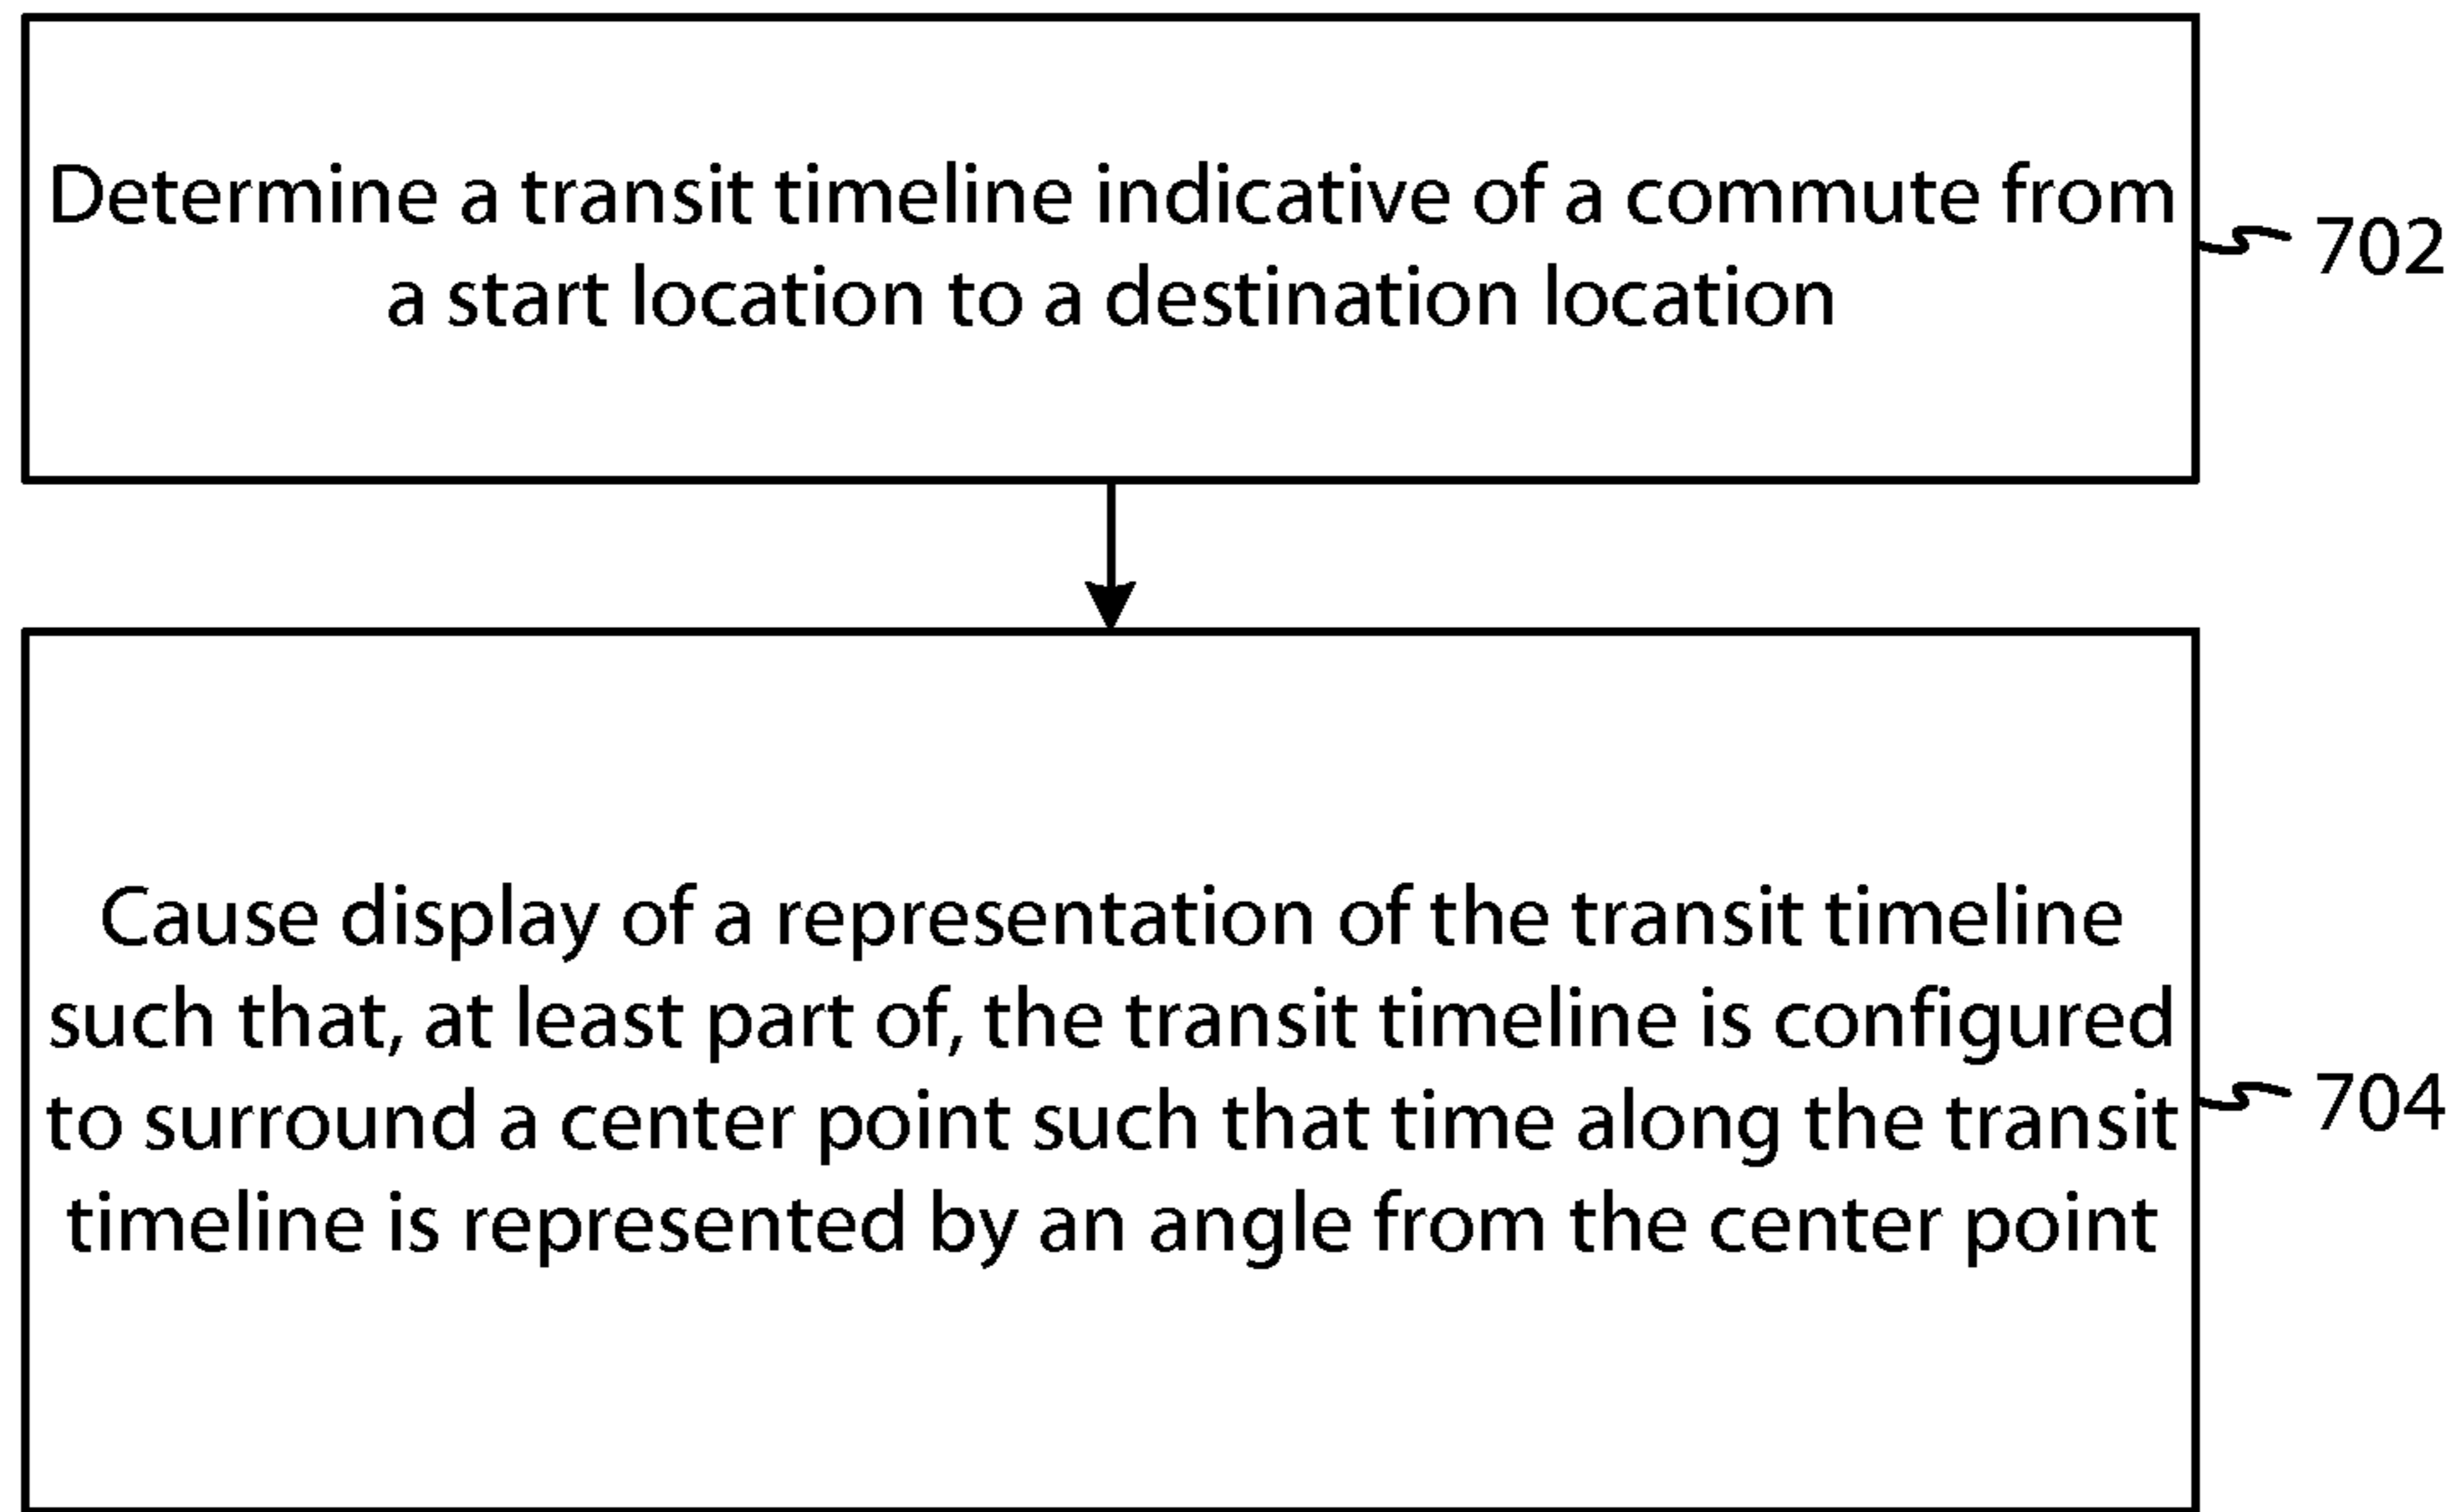 Determine a transit timeline indicative of a commute from
a start location to a destination location
702
Cause display of a representation of the transit timeline
such that, at least part of, the transit timeline is configured
to surround a center point such that time along the transit
timeline is represented by an angle from the center point
704